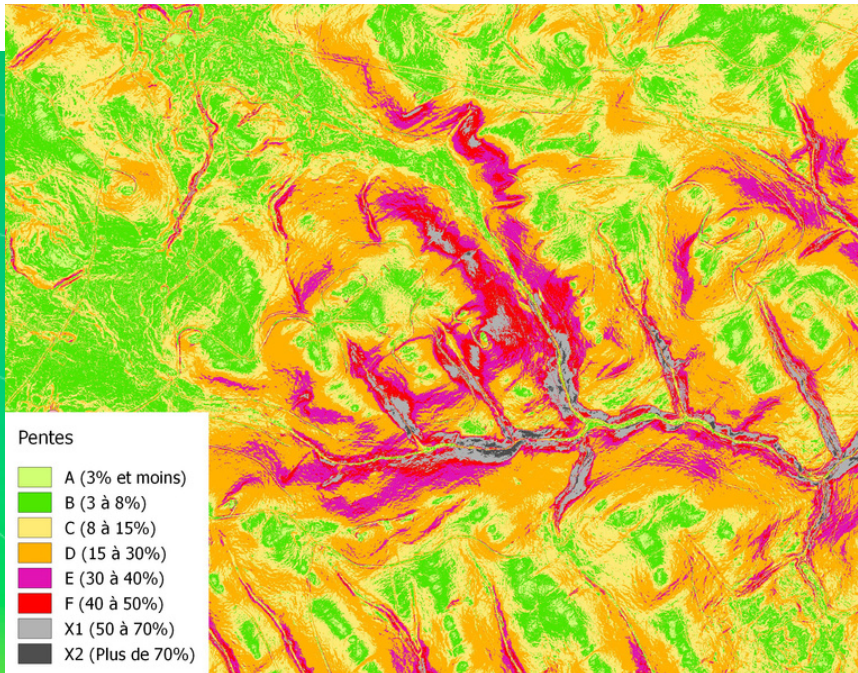 Pentes
A (3% et moins)
B (3 à 8%)
C (8 à 15%)
D (15 à 30%)
E (30 à 40%)
F (40 à 50%)
X1 (50 à 70%)
X2 (Plus de 70%)